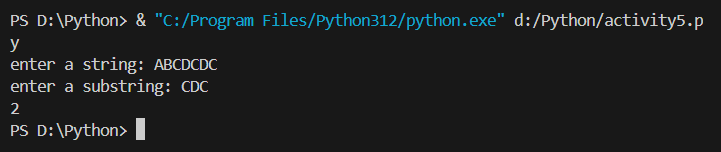 PS D:\Python> & "C:/Program Files/Python312/python.exe" d:/Python/activity5.p
y
enter a string: ABCDCDC
enter a substring: CDC
2
PS D:\Python>